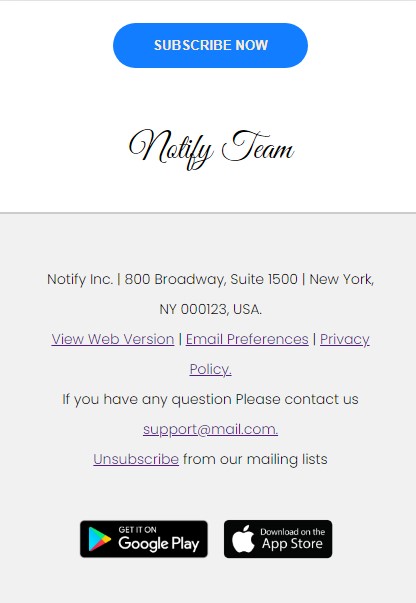 SUBSCRIBE NOW
Notify Team
Notify Inc. | 800 Broadway, Suite 1500 | New York,
NY 000123, USA.
View Web Version | Email Preferences | Privacy
Policy.
If you have any question Please contact us
support@mail.com.
Unsubscribe from our mailing lists
GET IT ON
Google Play
Download on the
App Store